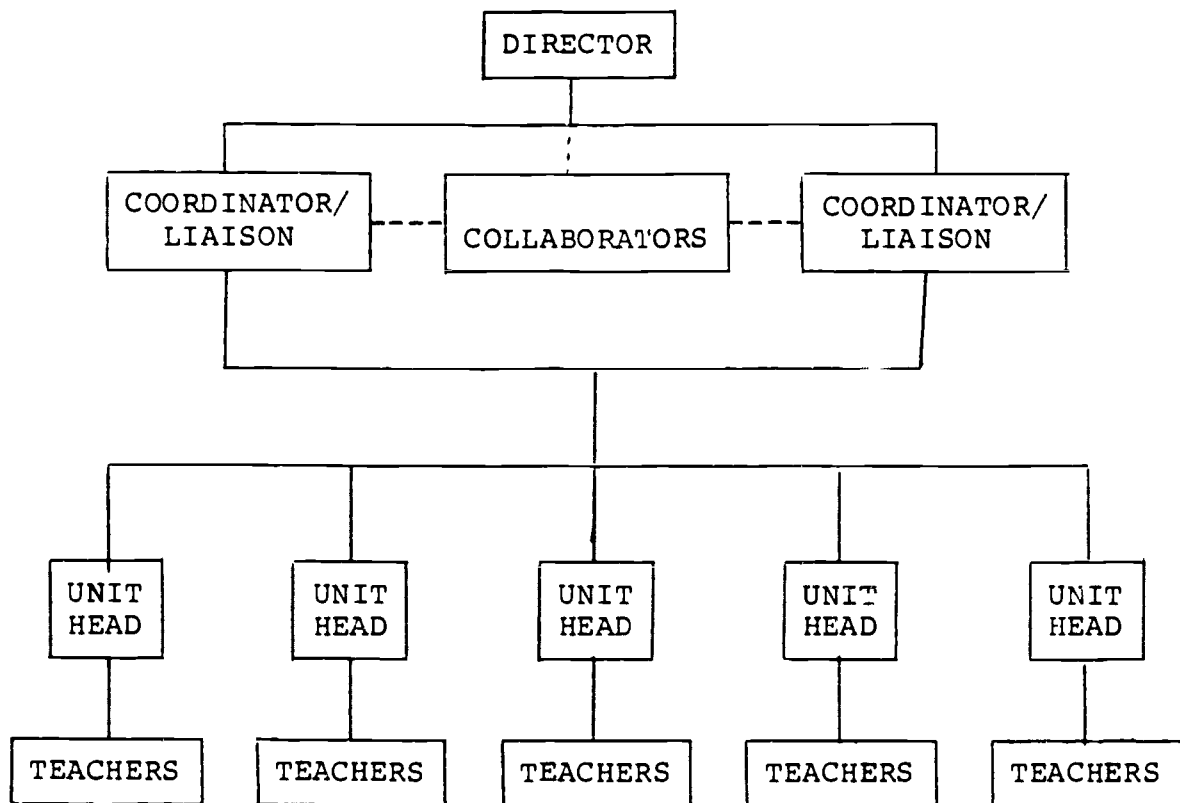 DIRECTOR
COORDINATOR/
LIAISON
COLLABORATORS
COORDINATOR/
LIAISON
UNIT
HEAD
UNIT
HEAD
UNIT
HEAD
UNIT
HEAD
UNIT
HEAD
TEACHERS
TEACHERS
TEACHERS
TEACHERS
TEACHERS